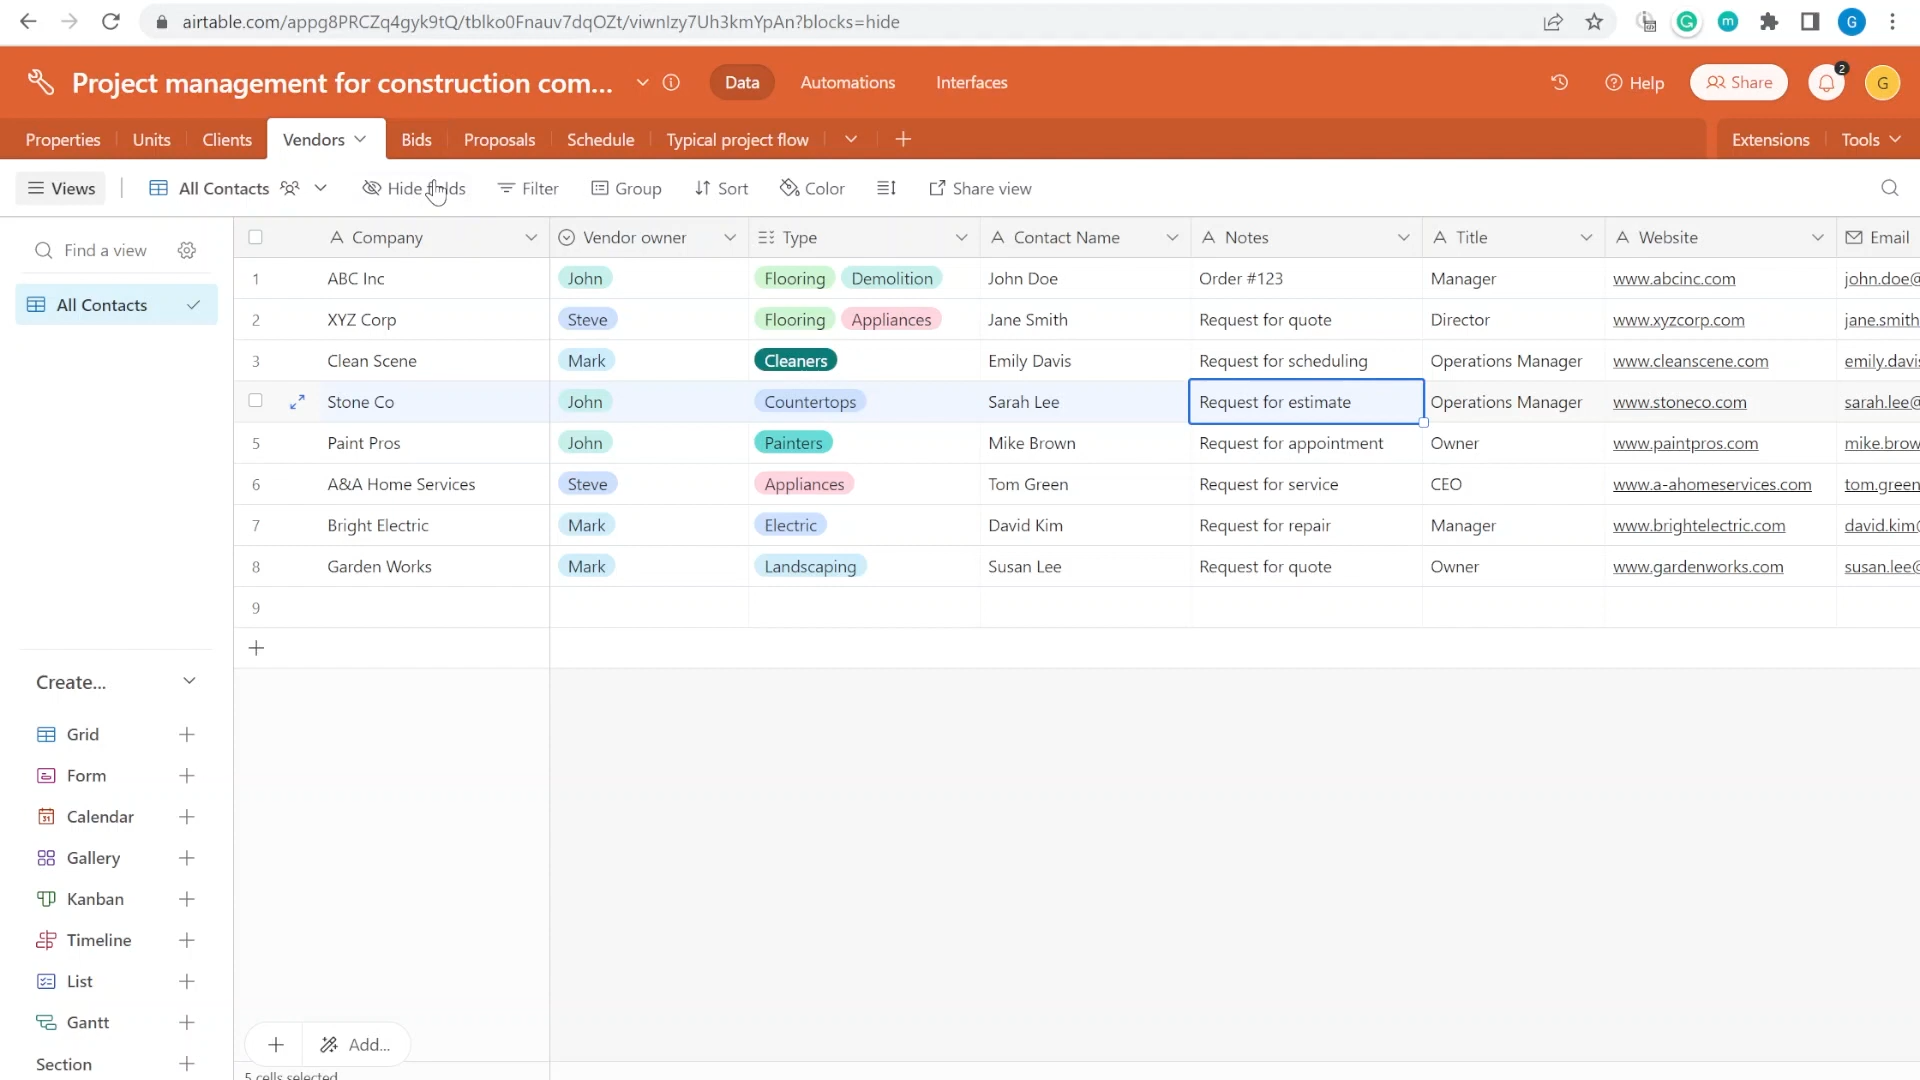 airtable.com/appg8PRCZq4gyk9tQ/tblko0Fnauv7dqOZt/viwnIzy7Uh3kmYpAn?blocks=hide
G
m
G
Project management for construction com...
Data
Automations
Interfaces
Help
Share
2
G
Properties
Units
Clients
Vendors
Bids
Proposals
Schedule
Typical project flow
Extensions
Tools
Views
All Contacts
Hide fields
Filter
Group
Sort
Color
Share view
Find a view
All Contacts
A Company
Vendor owner
Type
A Contact Name
A Notes
A Title
A Website
Email
1 ABC Inc John Flooring Demolition John Doe Order #123 Manager www.abcinc.com john.doe@
2 XYZ Corp Steve Flooring Appliances Jane Smith Request for quote Director www.xyzcorp.com jane.smith
3 Clean Scene Mark Cleaners Emily Davis Request for scheduling Operations Manager www.cleanscene.com emily.davis
Stone Co John Countertops Sarah Lee Request for estimate Operations Manager www.stoneco.com sarah.lee@
5 Paint Pros John Painters Mike Brown Request for appointment Owner www.paintpros.com mike.brow
6 A&A Home Services Steve Appliances Tom Green Request for service CEO www.a-ahomeservices.com tom.green
7 Bright Electric Mark Electric David Kim Request for repair Manager www.brightelectric.com david.kim@
8 Garden Works Mark Landscaping Susan Lee Request for quote Owner www.gardenworks.com susan.lee@
9
Create...
Grid
Form
31 Calendar
Gallery
Kanban
Timeline
List
Gantt
Section
Add...
5 cells selected